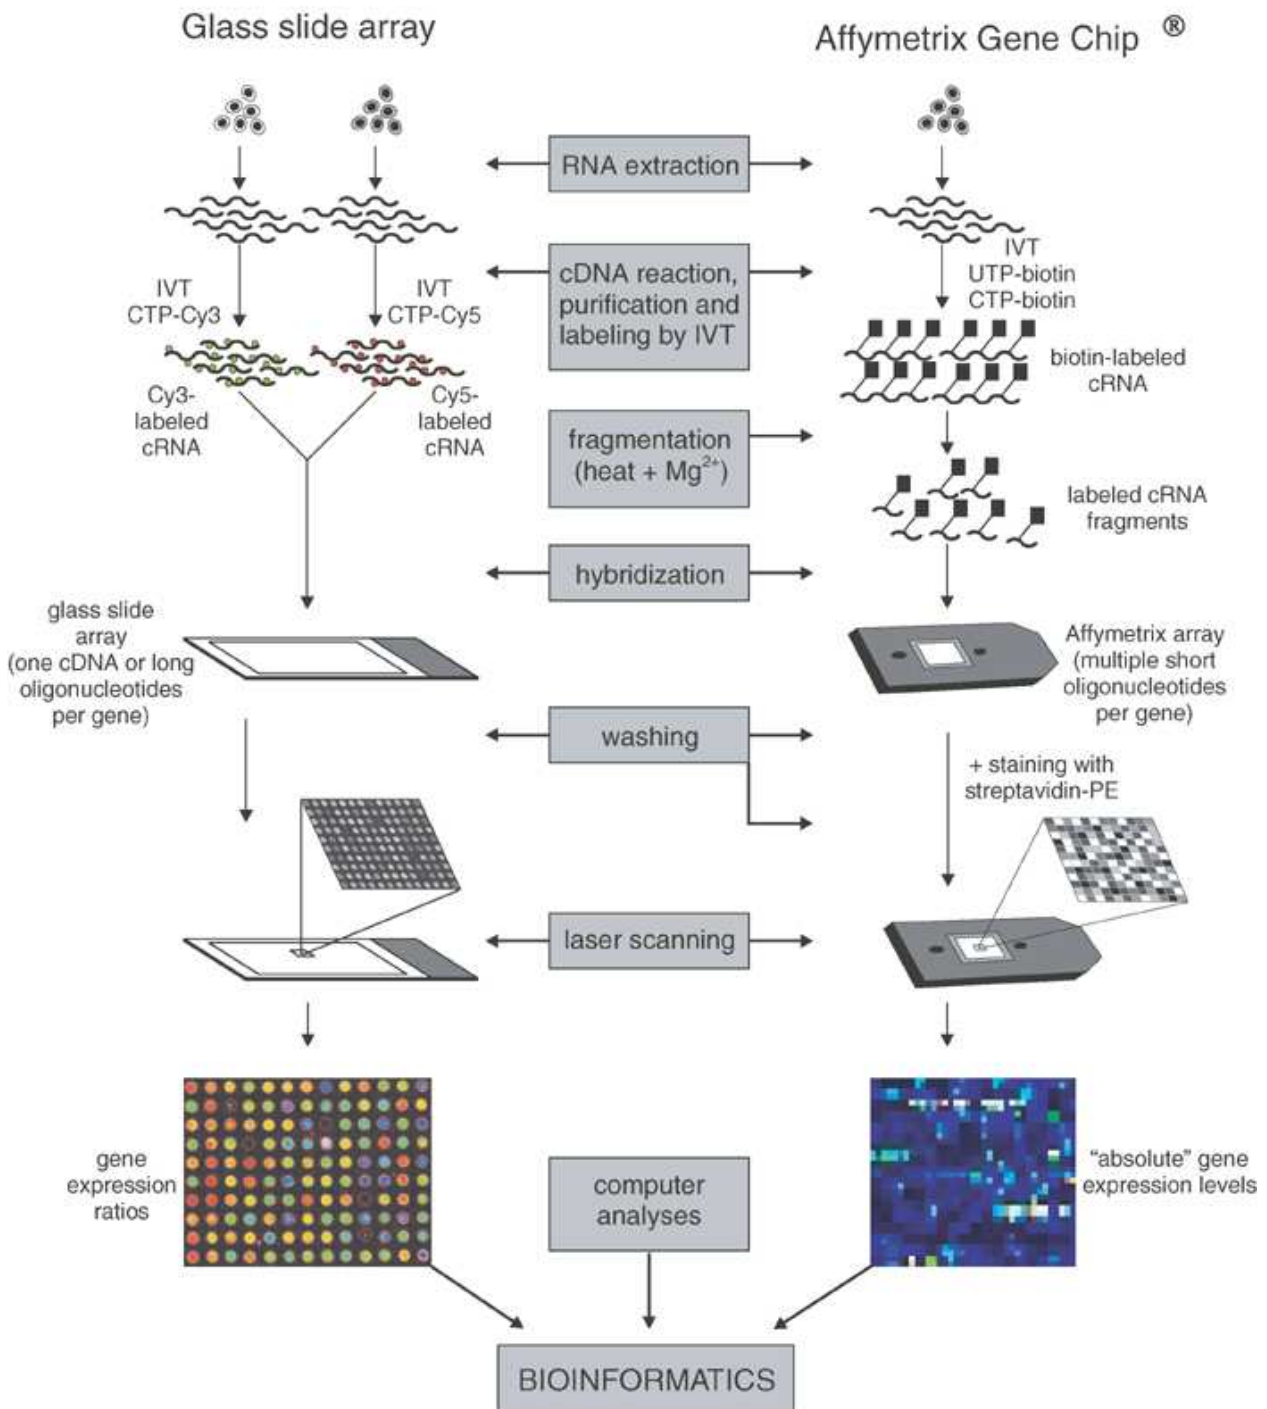 Glass slide array
Affymetrix Gene Chip ®
RNA extraction
IVT
CTP-Cy3
IVT
CTP-Cy5
cDNA reaction,
purification and
labeling by IVT
IVT
UTP-biotin
CTP-biotin
Cy3-
labeled
cRNA
Cy5-
labeled
cRNA
biotin-labeled
cRNA
fragmentation
(heat + Mg²⁺)
labeled cRNA
fragments
hybridization
glass slide
array
(one cDNA or long
oligonucleotides
per gene)
Affymetrix array
(multiple short
oligonucleotides
per gene)
washing
+ staining with
streptavidin-PE
laser scanning
gene
expression
ratios
computer
analyses
“absolute” gene
expression levels
BIOINFORMATICS